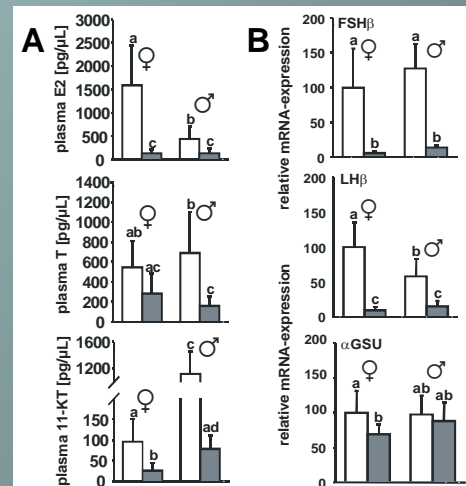 A
plasma E2 [pg/µL]
3000
2500
2000
1500
1000
500
0
a
♀
c
b
♂
c
plasma T [pg/µL]
1400
1200
1000
800
600
400
200
0
ab
♀
ac
b
♂
c
plasma 11-KT [pg/µL]
1600
1200
150
100
50
0
a
♀
b
c
♂
ad
B
relative mRNA-expression
FSHβ
200
150
100
50
0
a
♀
b
a
♂
b
relative mRNA-expression
LHβ
200
150
100
50
0
a
♀
c
b
♂
c
relative mRNA-expression
αGSU
200
150
100
50
0
a
♀
b
ab
♂
ab